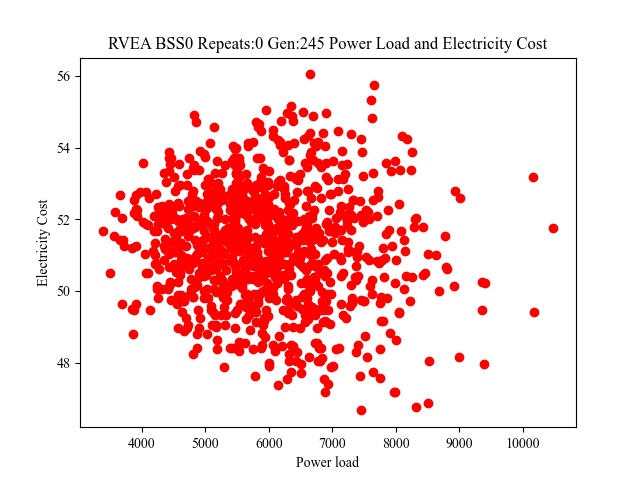 RVEA BSS0 Repeats:0 Gen:245 Power Load and Electricity Cost
56
54
52
50
48
Electricity Cost
4000 5000 6000 7000 8000 9000 10000
Power load